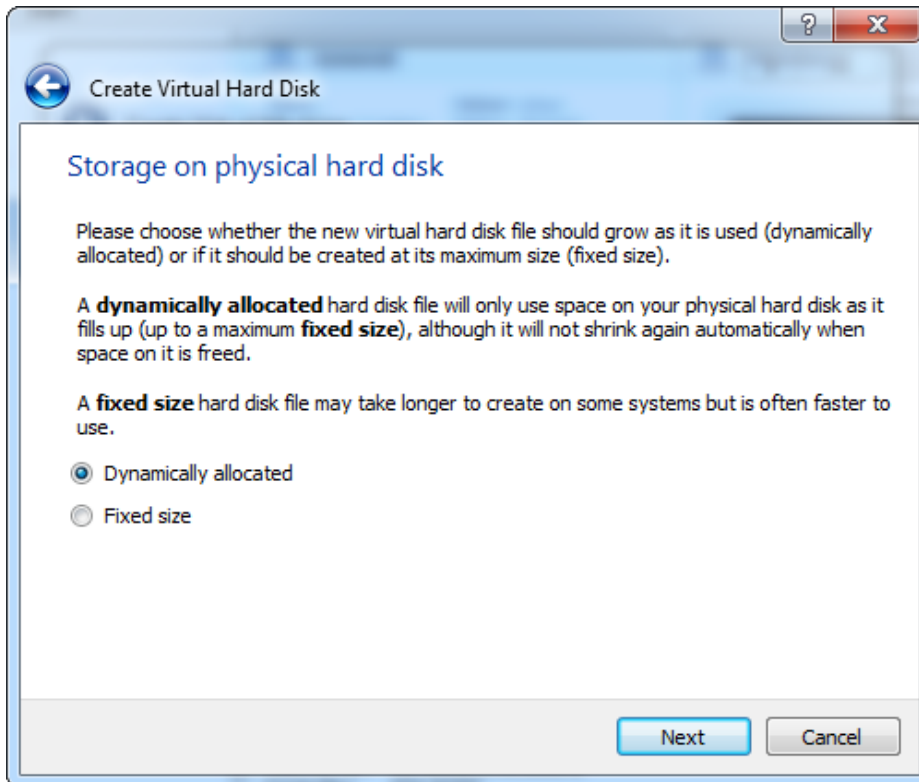 Create Virtual Hard Disk
Storage on physical hard disk
Please choose whether the new virtual hard disk file should grow as it is used (dynamically
allocated) or if it should be created at its maximum size (fixed size).
A dynamically allocated hard disk file will only use space on your physical hard disk as it
fills up (up to a maximum fixed size), although it will not shrink again automatically when
space on it is freed.
A fixed size hard disk file may take longer to create on some systems but is often faster to
use.
Dynamically allocated
Fixed size
Next
Cancel